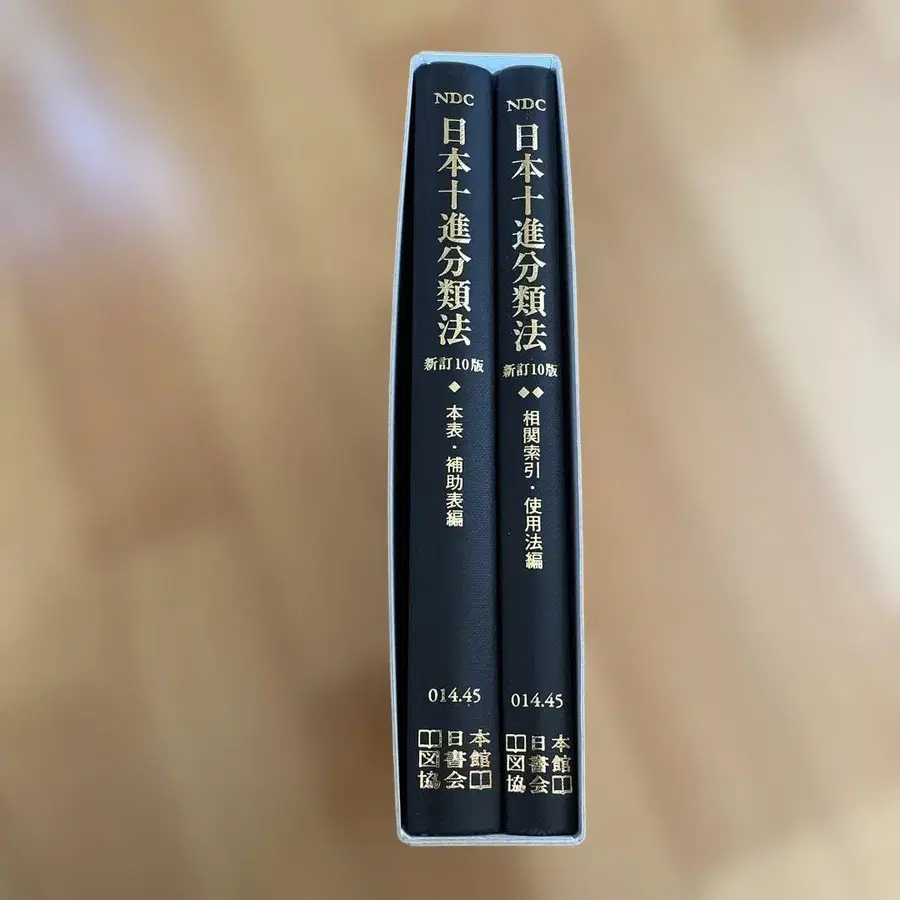 NDC
日本十進分類法
新訂10版
◆
本表・補助表編
014.45
日本
図書館
協会
NDC
日本十進分類法
新訂10版
◆◆
相関索引・使用法編
014.45
日本
図書館
協会